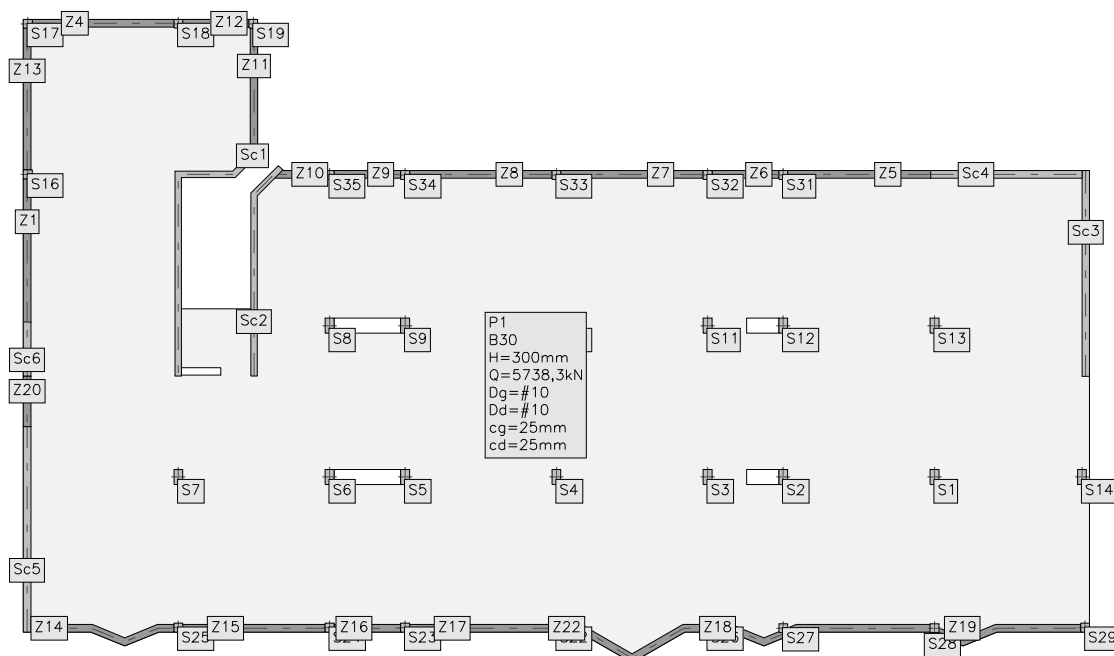 S17
Z4
S18
Z12
S19
Z13
Z11
Sc1
S16
Z10
S35
Z9
S34
Z8
S33
Z7
S32
Z6
S31
Z5
Sc4
Z1
Sc3
Sc2
S8
S9
P1
B30
H=300mm
Q=5738,3kN
Dg=#10
Dd=#10
cg=25mm
cd=25mm
S11
S12
S13
Sc6
Z20
S7
S6
S5
S4
S3
S2
S1
S14
Sc5
Z14
S25
Z15
Z16
S23
Z17
Z22
Z18
S27
Z19
S28
S29